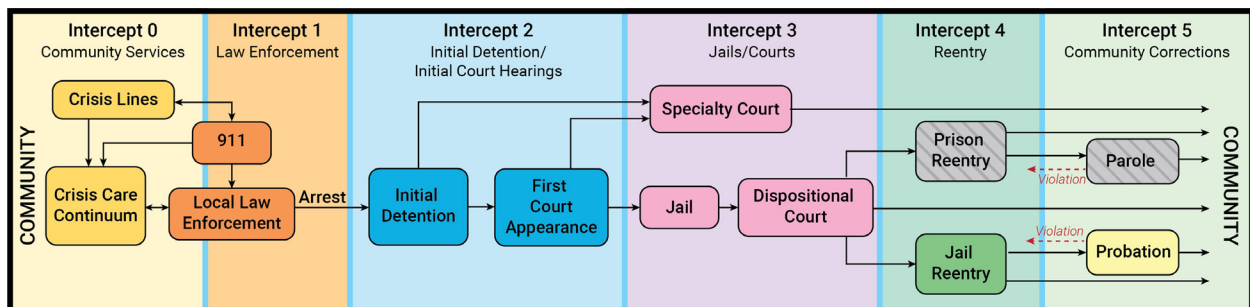 Intercept 0
Community Services
Intercept 1
Law Enforcement
Intercept 2
Initial Detention/
Initial Court Hearings
Intercept 3
Jails/Courts
Intercept 4
Reentry
Intercept 5
Community Corrections
COMMUNITY
Crisis Lines
911
Crisis Care
Continuum
Local Law
Enforcement
Arrest
Initial
Detention
First
Court
Appearance
Specialty Court
Jail
Dispositional
Court
Prison
Reentry
Violation
Parole
Jail
Reentry
Violation
Probation
COMMUNITY